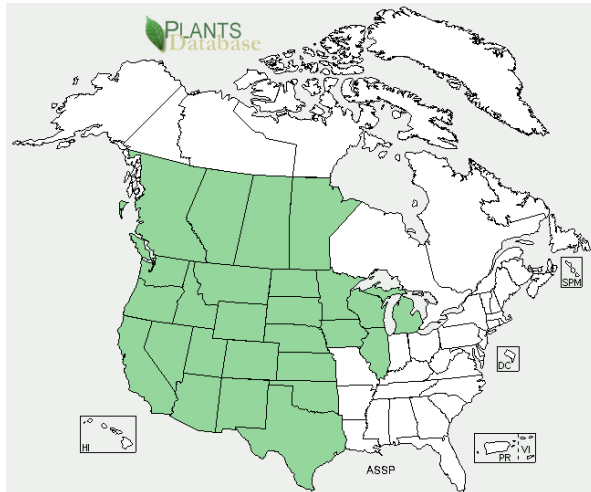 PLANTS
Database
SPM
DC
HI
PR
VI
ASSP